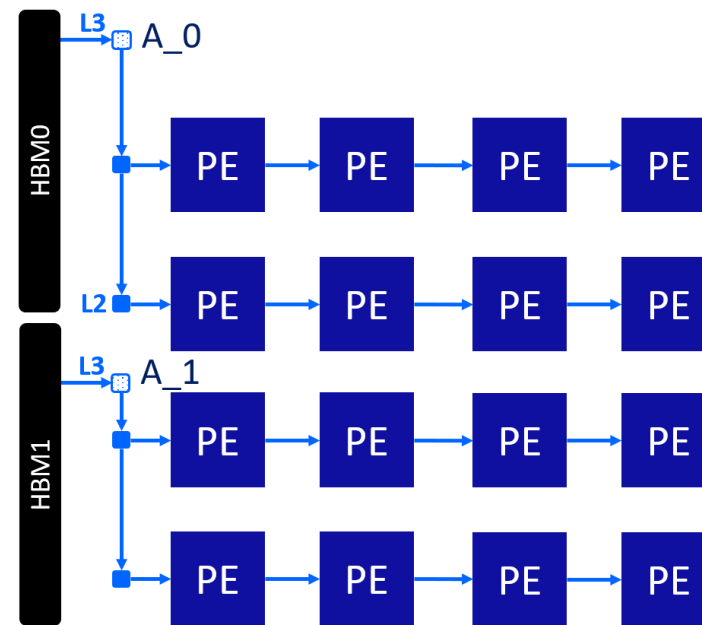 L3 A_0
HBM0
PE PE PE PE
L2 PE PE PE PE
L3 A_1
HBM1
PE PE PE PE
PE PE PE PE